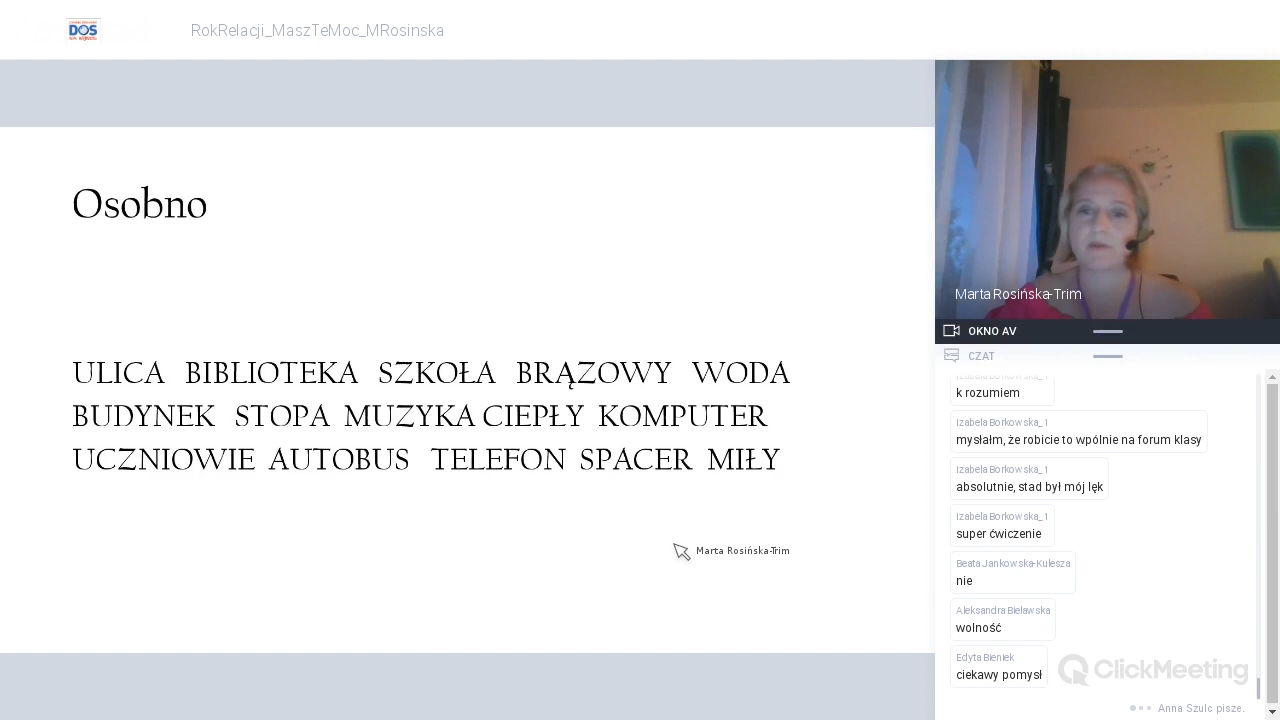 DOS
RokRelacji_MaszTeMoc_MRosinska
Osobno
ULICA BIBLIOTEKA SZKOŁA BRĄZOWY WODA
BUDYNEK STOPA MUZYKA CIEPŁY KOMPUTER
UCZNIOWIE AUTOBUS TELEFON SPACER MIŁY
Marta Rosińska-Trim
Marta Rosińska-Trim
OKNO AV
CZAT
Izabela Borkowska_1
k rozumiem
Izabela Borkowska_1
mysłałm, że robicie to wpólnie na forum klasy
Izabela Borkowska_1
absolutnie, stad był mój lęk
Izabela Borkowska_1
super ćwiczenie
Beata Jankowska-Kulesza
nie
Aleksandra Bielawska
wolność
Edyta Bieniek
ciekawy pomysł
ClickMeeting
Anna Szulc pisze.